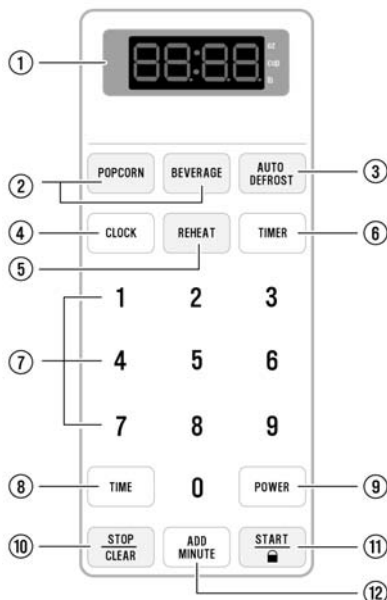 ① 88:88 oz
cup
lb
② POPCORN BEVERAGE AUTO DEFROST ③
④ CLOCK REHEAT TIMER ⑥
⑤
⑦ 1 2 3
4 5 6
7 8 9
⑧ TIME 0 POWER ⑨
⑩ STOP ADD START ⑪
CLEAR MINUTE
⑫